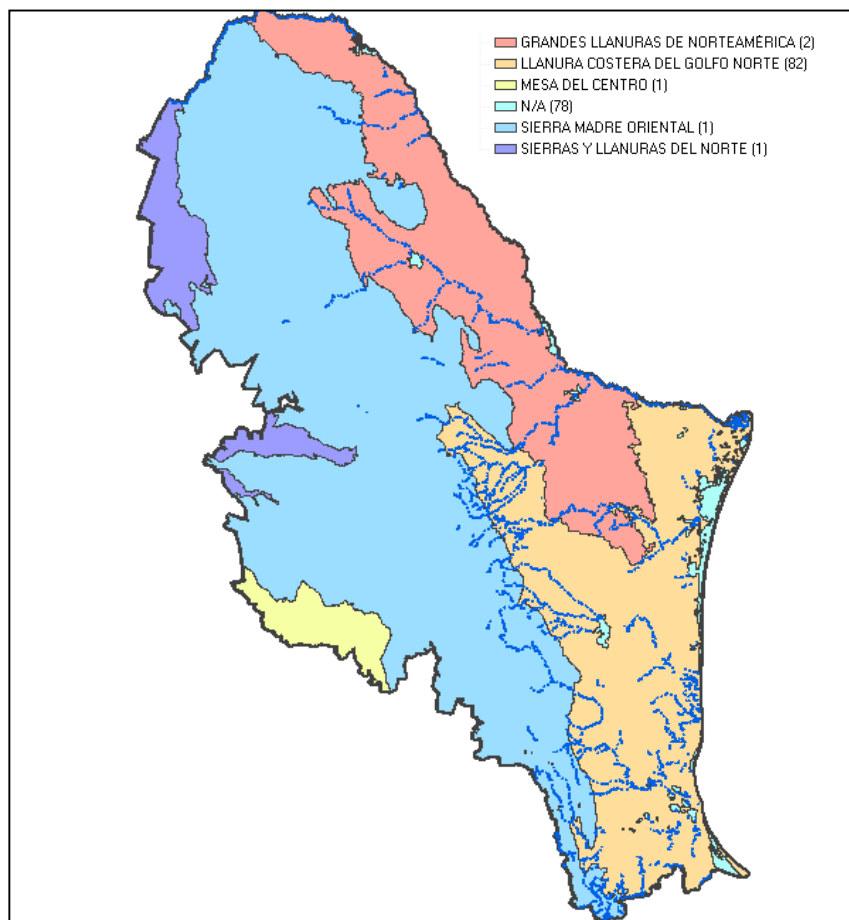 GRANDES LLANURAS DE NORTEAMÉRICA (2)
LLANURA COSTERA DEL GOLFO NORTE (82)
MESA DEL CENTRO (1)
N/A (78)
SIERRA MADRE ORIENTAL (1)
SIERRAS Y LLANURAS DEL NORTE (1)